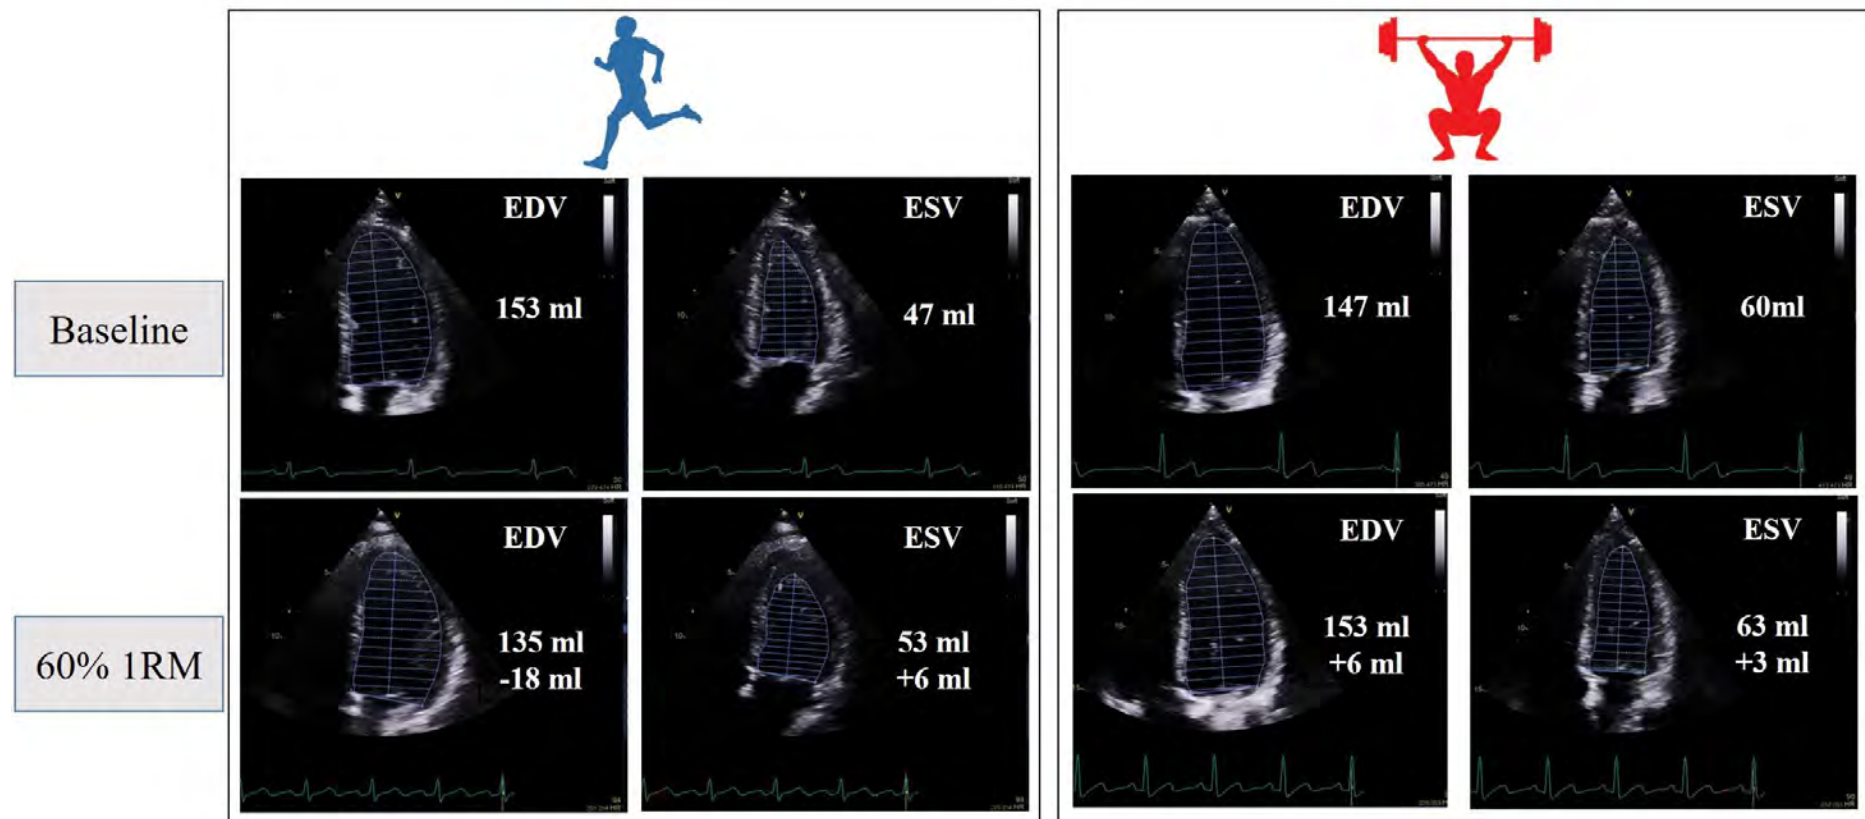 EDV
ESV
EDV
ESV
Baseline
153 ml
47 ml
147 ml
60ml
EDV
ESV
EDV
ESV
60% 1RM
135 ml
-18 ml
53 ml
+6 ml
153 ml
+6 ml
63 ml
+3 ml